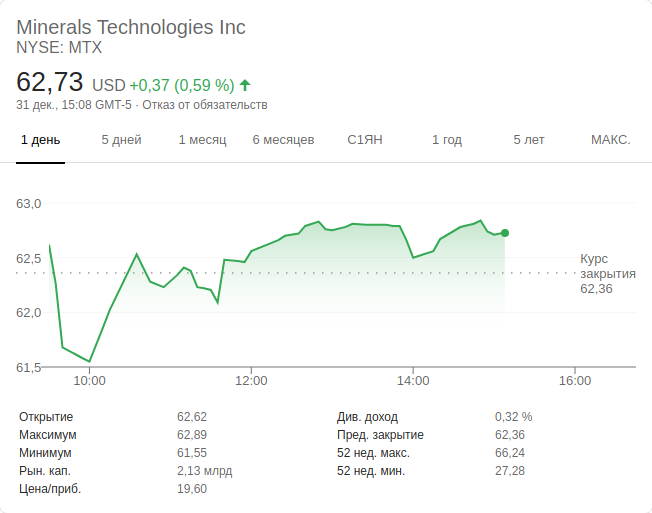 Minerals Technologies Inc
NYSE: MTX
62,73 USD +0,37 (0,59 %)
31 дек., 15:08 GMT-5 · Отказ от обязательств
1 день 5 дней 1 месяц 6 месяцев С1ЯН 1 год 5 лет МАКС.
63,0
62,5
62,0
61,5
Курс
закрытия
62,36
10:00 12:00 14:00 16:00
Открытие 62,62 Див. доход 0,32 %
Максимум 62,89 Пред. закрытие 62,36
Минимум 61,55 52 нед. макс. 66,24
Рын. кап. 2,13 млрд 52 нед. мин. 27,28
Цена/приб. 19,60